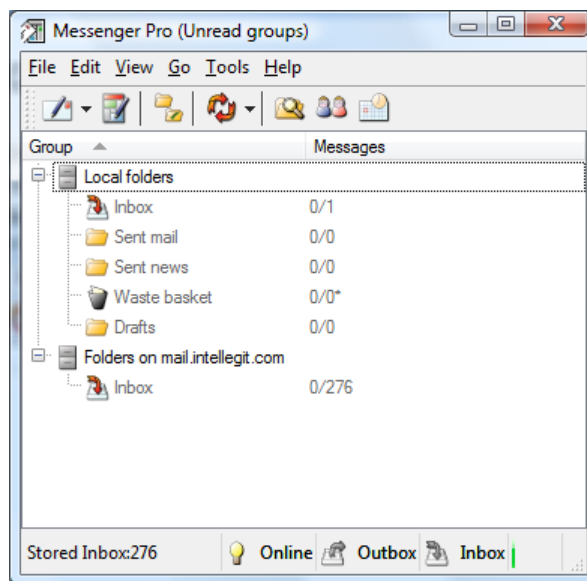 Messenger Pro (Unread groups)
File Edit View Go Tools Help
Group Messages
Local folders
Inbox 0/1
Sent mail 0/0
Sent news 0/0
Waste basket 0/0*
Drafts 0/0
Folders on mail.intellegit.com
Inbox 0/276
Stored Inbox:276 Online Outbox Inbox